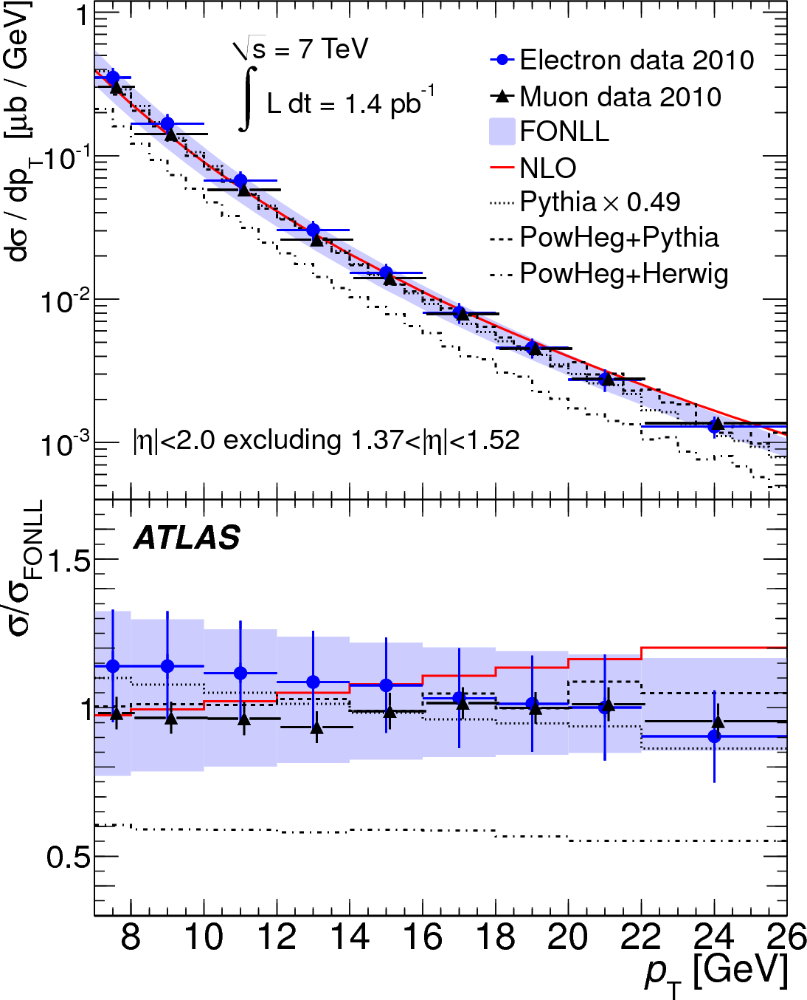 dσ / dp_T [μb / GeV]
1
10^-1
10^-2
10^-3
√s = 7 TeV
∫ L dt = 1.4 pb^-1
Electron data 2010
Muon data 2010
FONLL
NLO
Pythia × 0.49
PowHeg+Pythia
PowHeg+Herwig
|η|<2.0 excluding 1.37<|η|<1.52
σ/σ_FONLL
ATLAS
1.5
1
0.5
8 10 12 14 16 18 20 22 24 26
p_T [GeV]